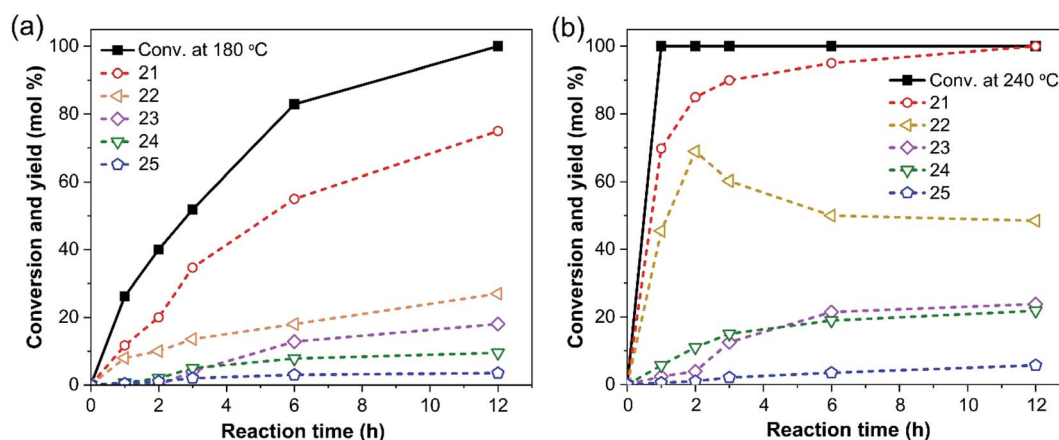 (a)
Conversion and yield (mol %)
100
80
60
40
20
0
Conv. at 180 °C
21
22
23
24
25
0 2 4 6 8 10 12
Reaction time (h)
(b)
Conversion and yield (mol %)
100
80
60
40
20
0
Conv. at 240 °C
21
22
23
24
25
0 2 4 6 8 10 12
Reaction time (h)